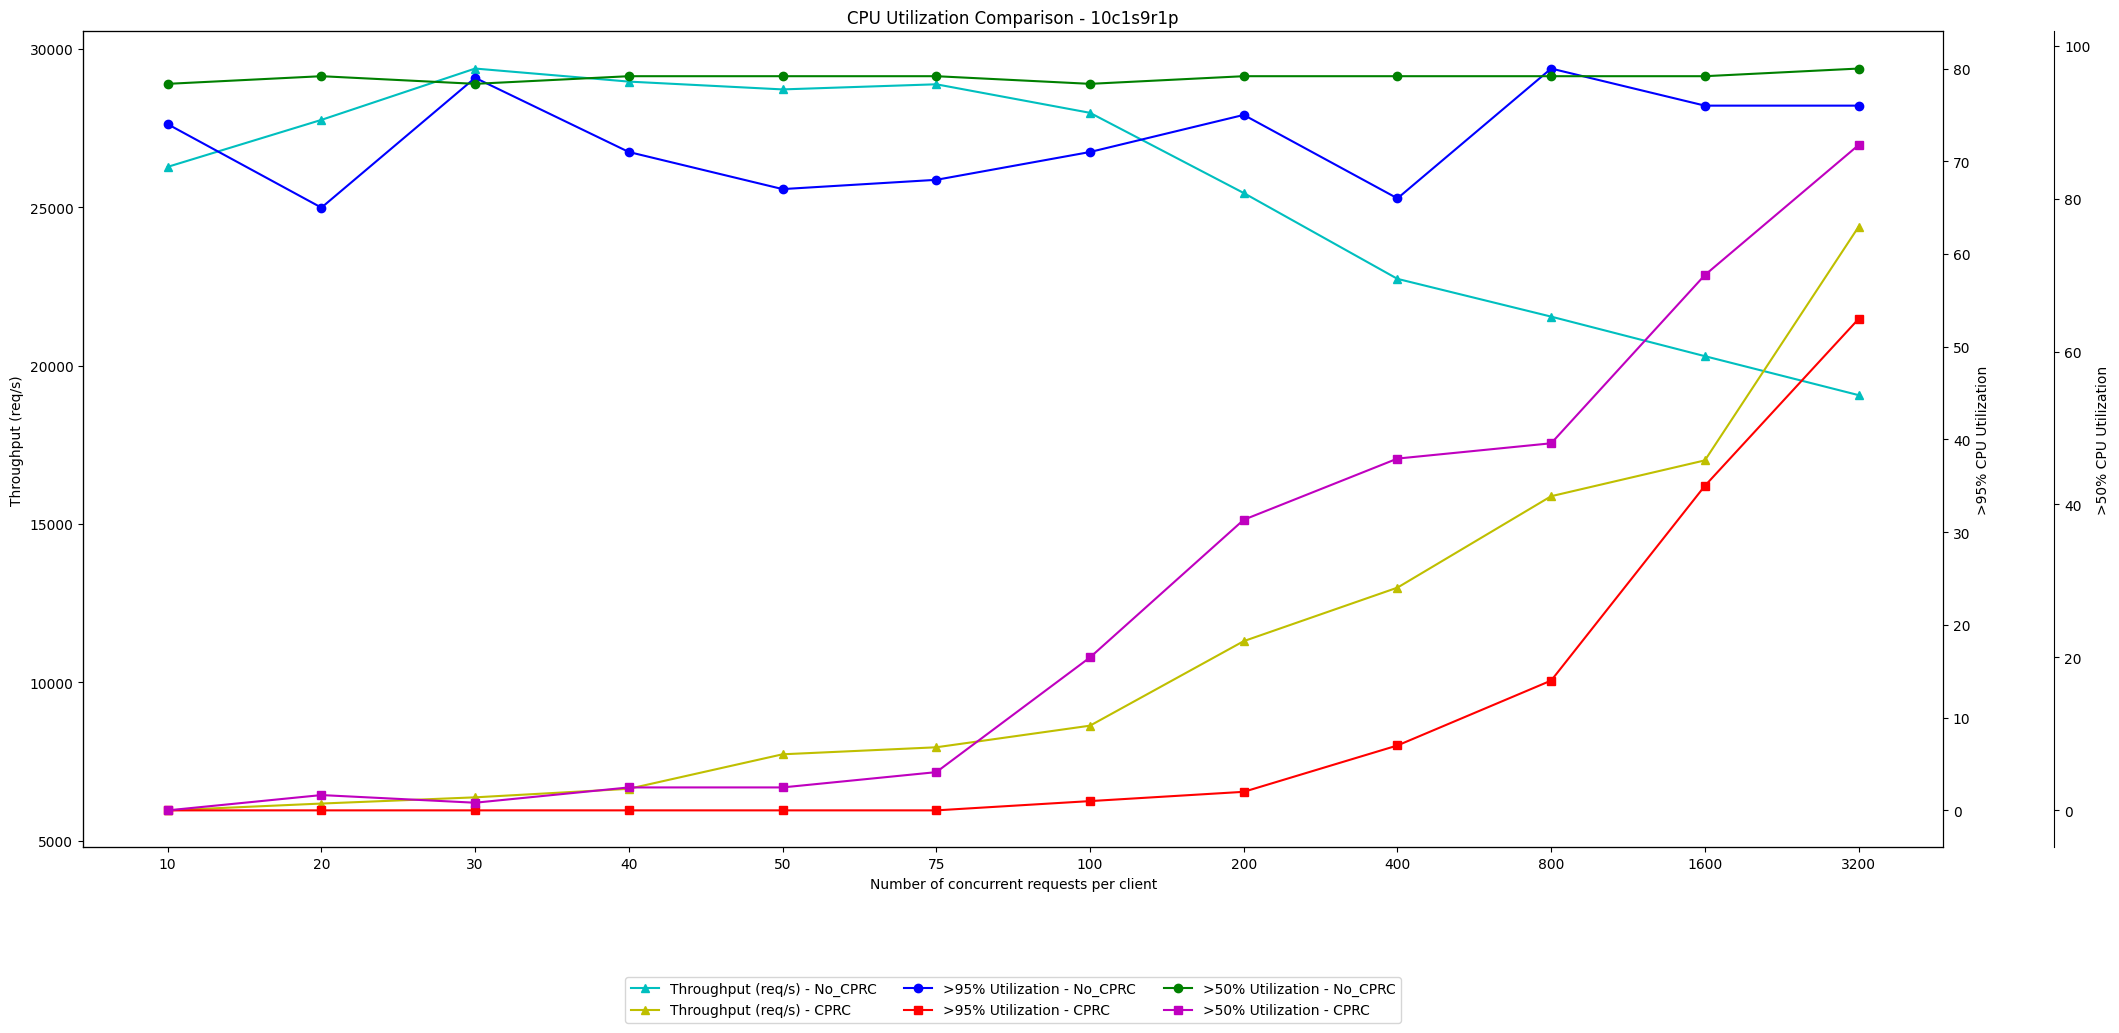 CPU Utilization Comparison - 10c1s9r1p
30000
25000
20000
15000
10000
5000
Throughput (req/s)
10 20 30 40 50 75 100 200 400 800 1600 3200
Number of concurrent requests per client
80
70
60
50
40
30
20
10
0
>95% CPU Utilization
100
80
60
40
20
0
>50% CPU Utilization
Throughput (req/s) - No_CPRC >95% Utilization - No_CPRC >50% Utilization - No_CPRC
Throughput (req/s) - CPRC >95% Utilization - CPRC >50% Utilization - CPRC